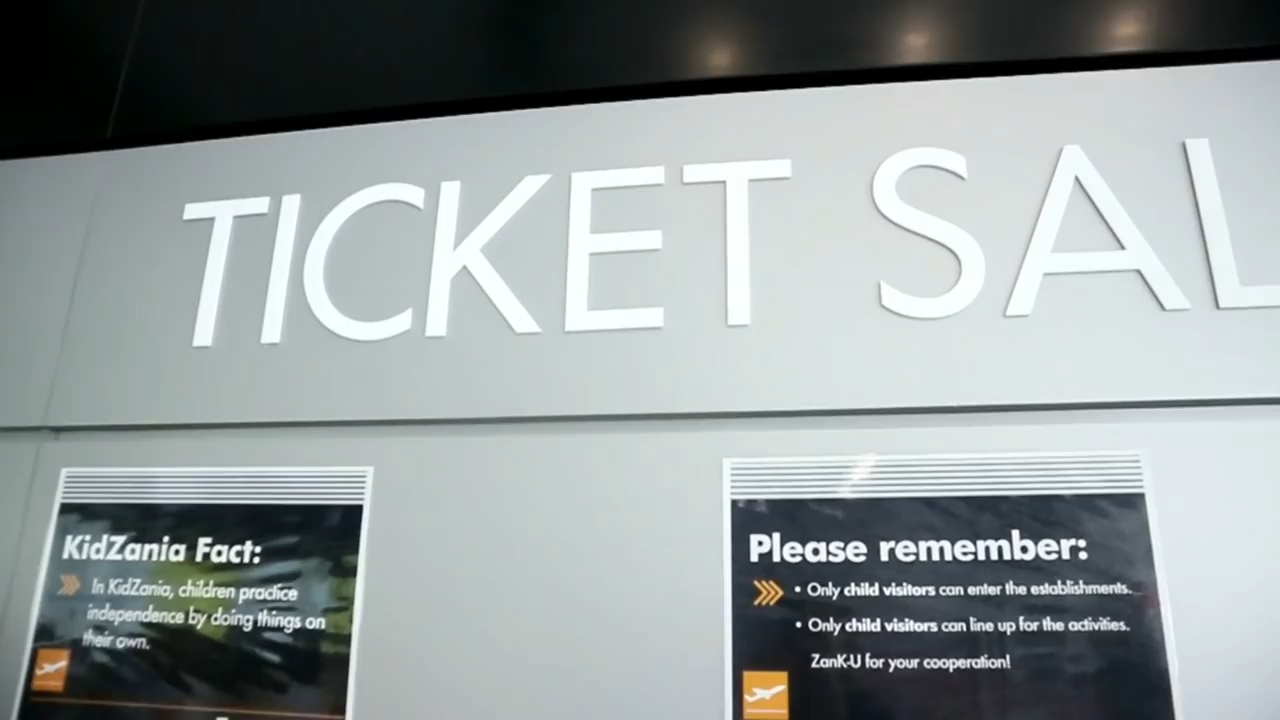 TICKET SAL
KidZania Fact:
In KidZania, children practice
independence by doing things on
their own.
Please remember:
• Only child visitors can enter the establishments.
• Only child visitors can line up for the activities.
ZanK-U for your cooperation!